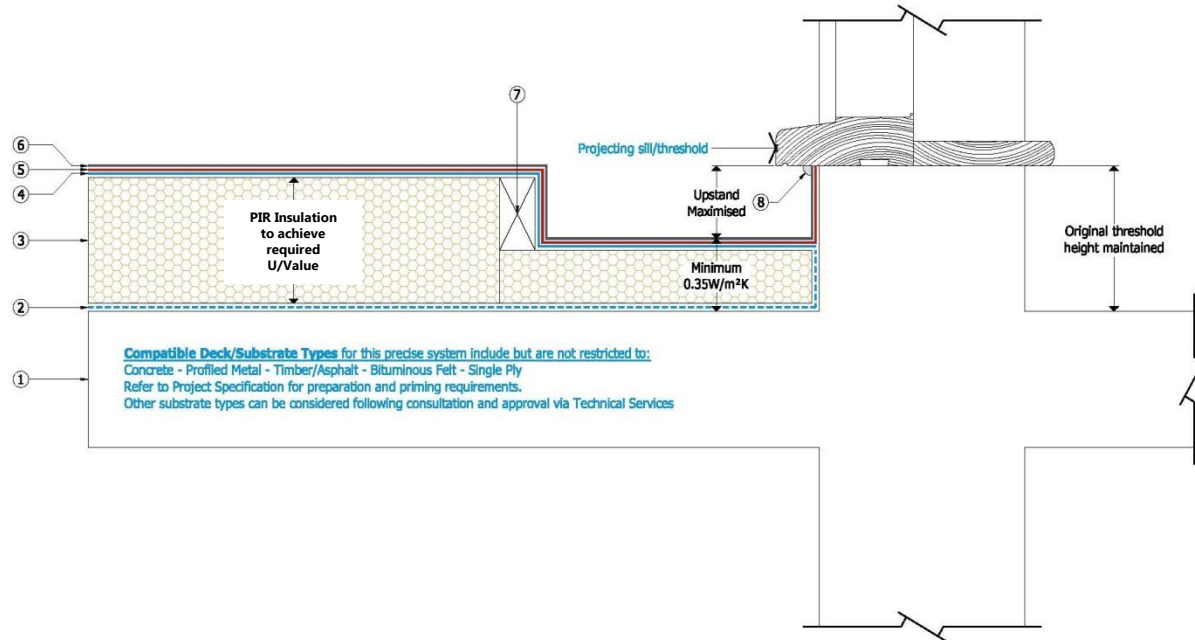 ⑦
⑥
⑤
④
Projecting sill/threshold
⑧
PIR Insulation
to achieve
required
U/Value
Upstand
Maximised
③
Original threshold
height maintained
Minimum
0.35W/m²K
②
Compatible Deck/Substrate Types for this precise system include but are not restricted to:
Concrete - Profiled Metal - Timber/Asphalt - Bituminous Felt - Single Ply
Refer to Project Specification for preparation and priming requirements.
Other substrate types can be considered following consultation and approval via Technical Services
①